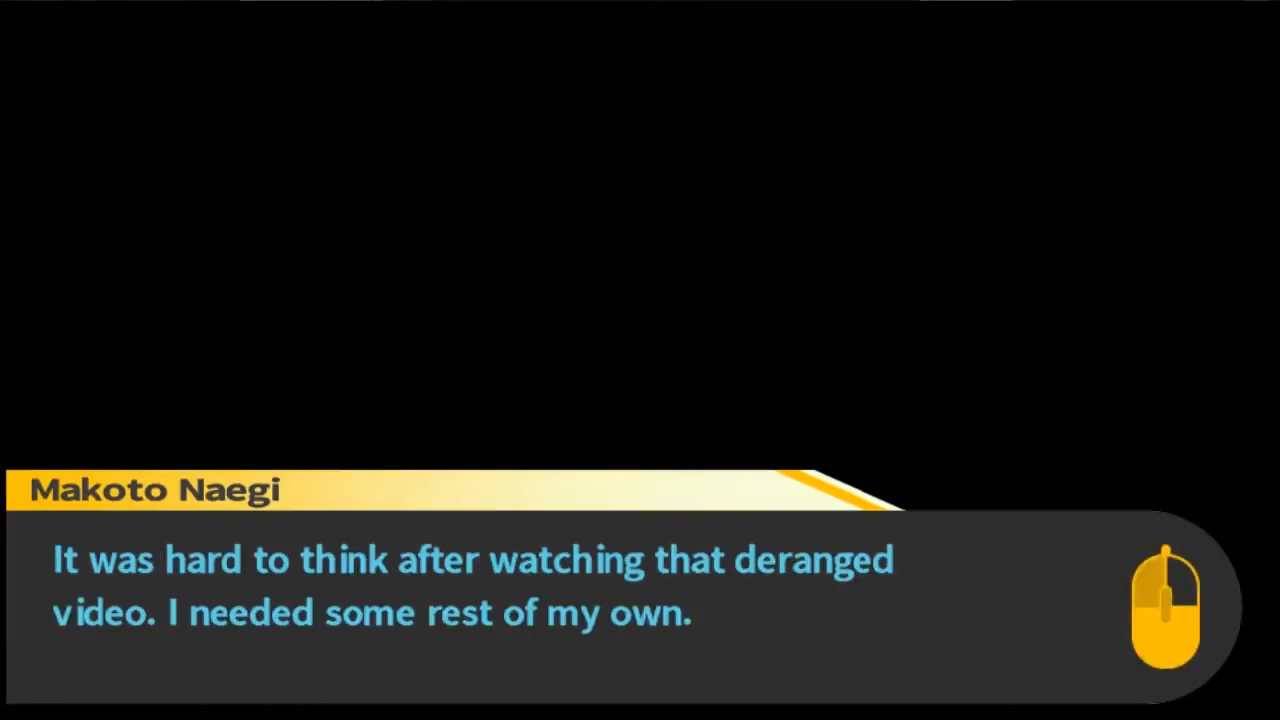 Makoto Naegi
It was hard to think after watching that deranged
video. I needed some rest of my own.